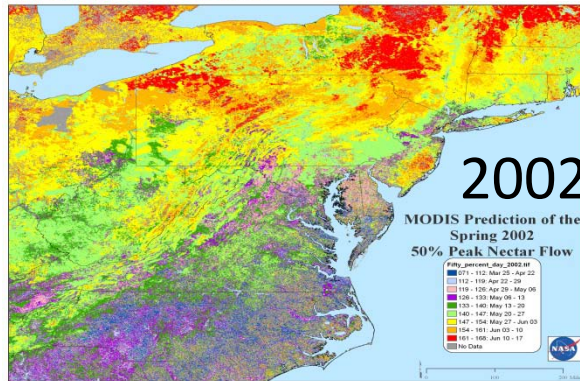 2002
MODIS Prediction of the
Spring 2002
50% Peak Nectar Flow
Fifty_percent_day_2002.tif
071 - 112: Mar 25 - Apr 22
112 - 119: Apr 22 - 29
119 - 126: Apr 29 - May 06
126 - 133: May 06 - 13
133 - 140: May 13 - 20
140 - 147: May 20 - 27
147 - 154: May 27 - Jun 03
154 - 161: Jun 03 - 10
161 - 168: Jun 10 - 17
No Data
NASA
0